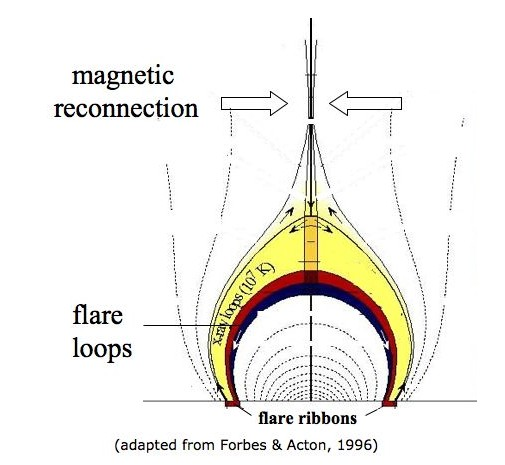 magnetic
reconnection
x-ray loops (10⁷ K)
flare
loops
flare ribbons
(adapted from Forbes & Acton, 1996)